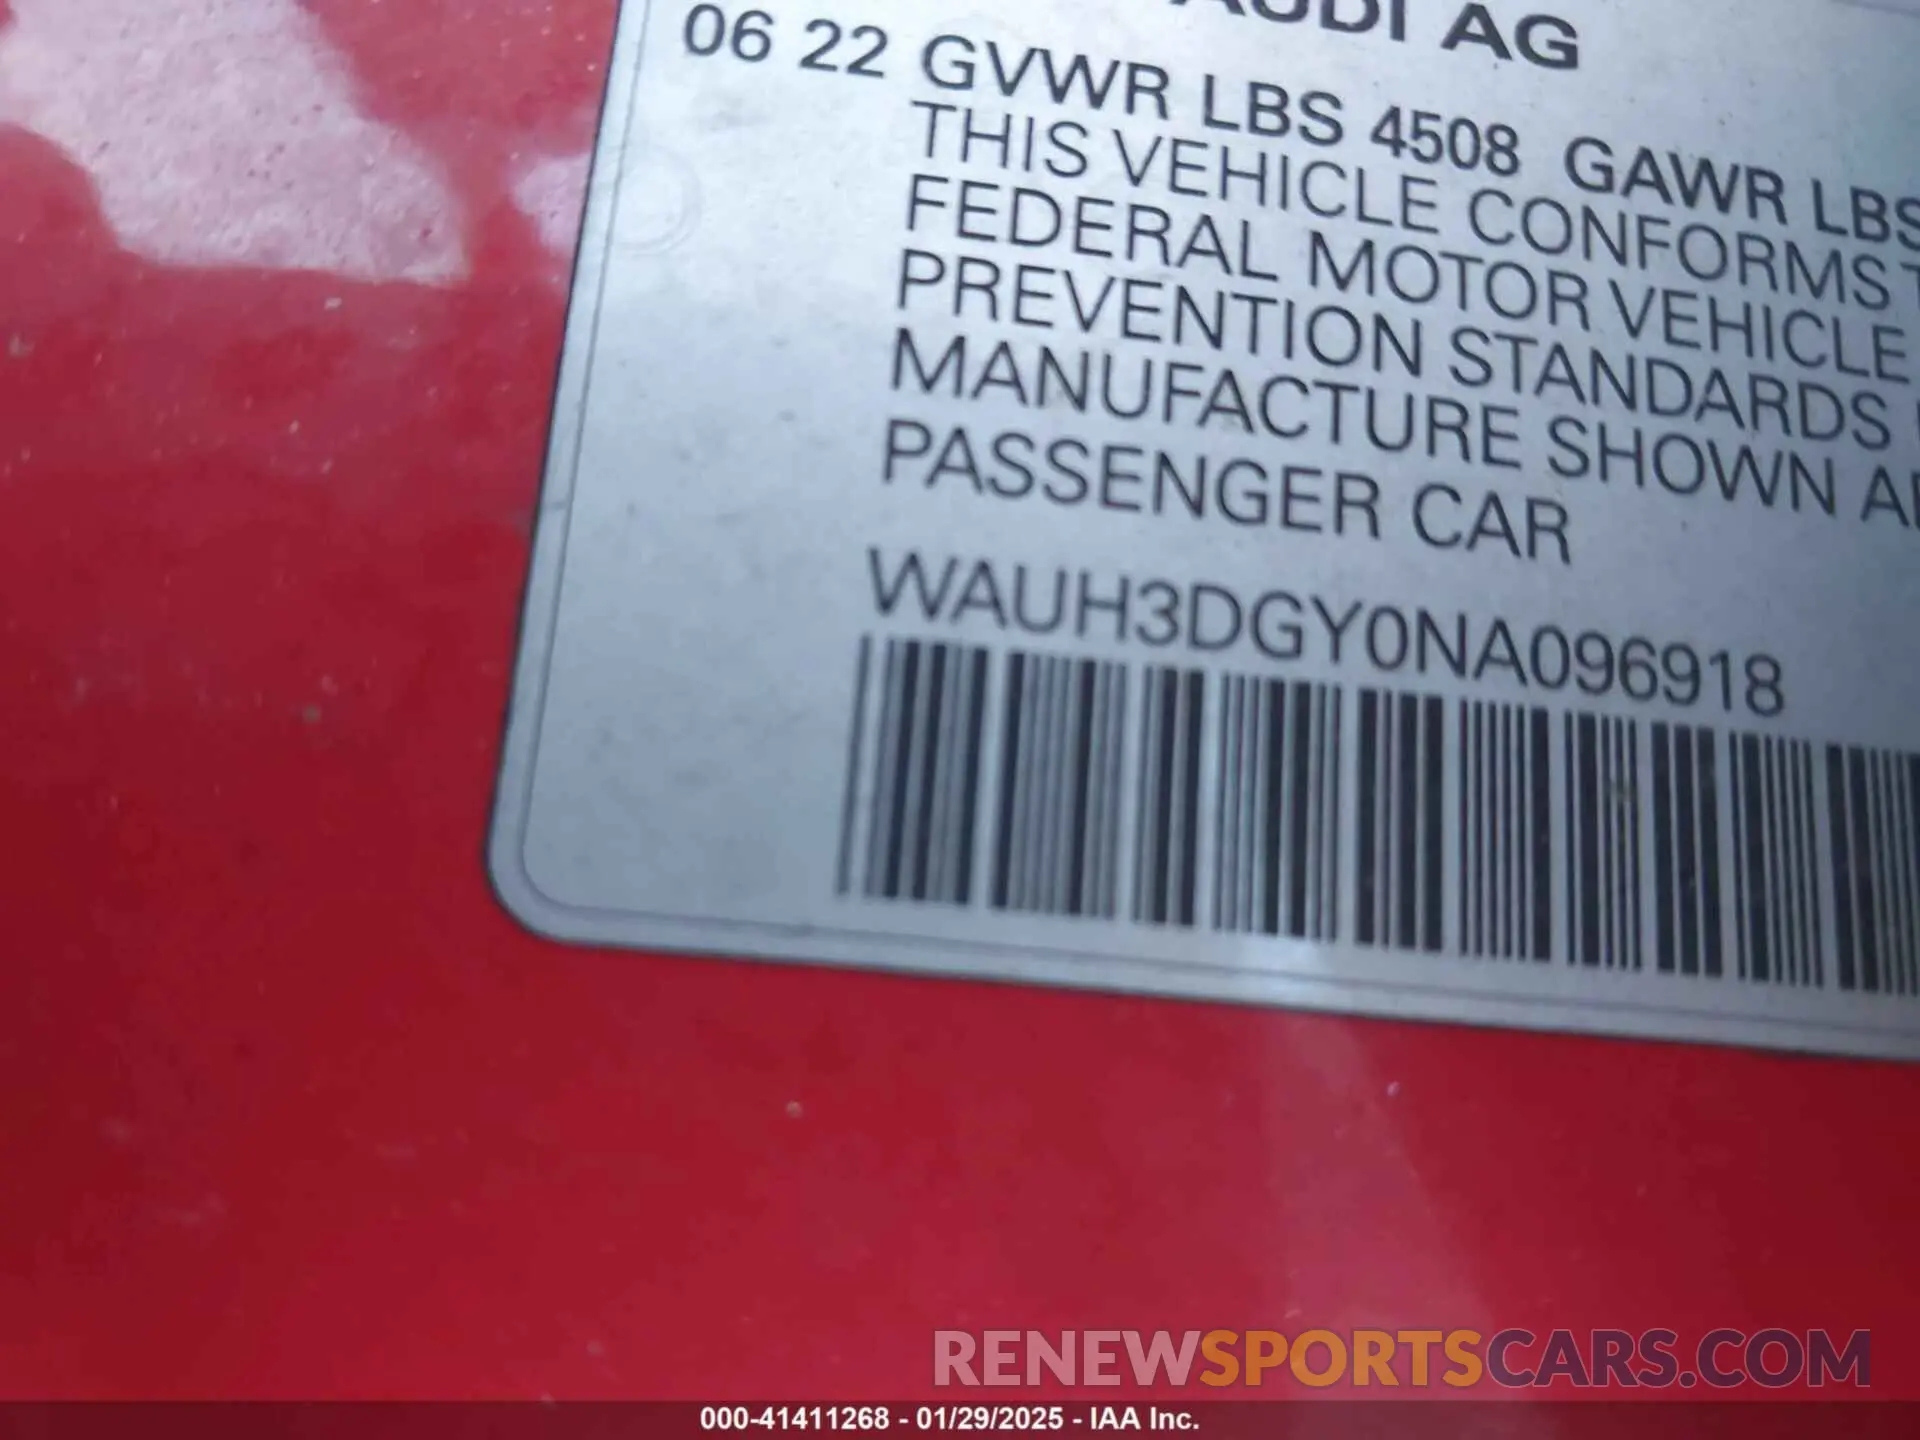 AUDI AG
06 22 GVWR LBS 4508 GAWR LBS
THIS VEHICLE CONFORMS
FEDERAL MOTOR VEHICLE
PREVENTION STANDARDS
MANUFACTURE SHOWN
PASSENGER CAR
WAUH3DGY0NA096918
RENEWSPORTSCARS.COM
000-41411268 - 01/29/2025 - IAA Inc.